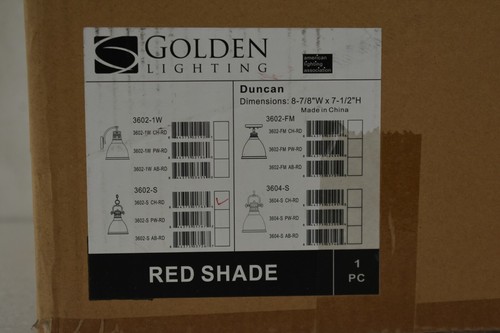 GOLDEN
LIGHTING
american
lighting
association
Duncan
Dimensions: 8-7/8"W x 7-1/2"H
Made in China
3602-1W
3602-1W CH-RD
3602-1W PW-RD
3602-1W AB-RD
3602-FM
3602-FM CH-RD
3602-FM PW-RD
3602-FM AB-RD
3602-S
3602-S CH-RD
3602-S PW-RD
3602-S AB-RD
3604-S
3604-S CH-RD
3604-S PW-RD
3604-S AB-RD
RED SHADE
1
PC